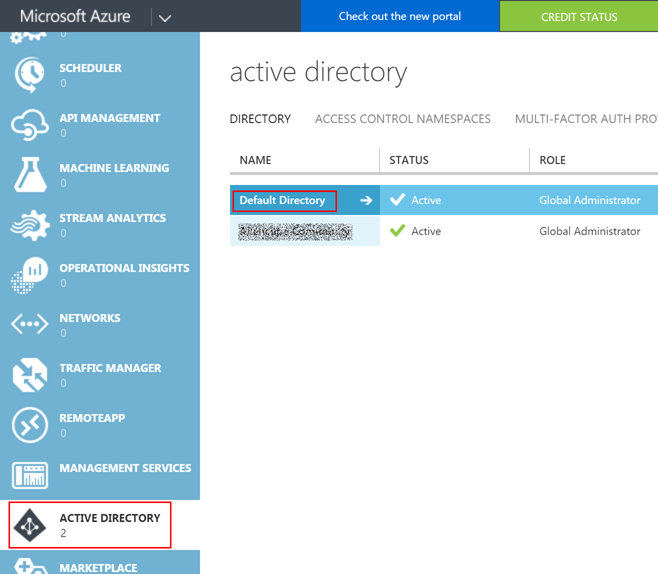 Microsoft Azure
Check out the new portal
CREDIT STATUS
0
SCHEDULER
0
API MANAGEMENT
0
MACHINE LEARNING
0
STREAM ANALYTICS
0
OPERATIONAL INSIGHTS
0
NETWORKS
0
TRAFFIC MANAGER
0
REMOTEAPP
0
MANAGEMENT SERVICES
ACTIVE DIRECTORY
2
MARKETPLACE
active directory
DIRECTORY ACCESS CONTROL NAMESPACES MULTI-FACTOR AUTH PRO
NAME STATUS ROLE
Default Directory Active Global Administrator
Active Global Administrator